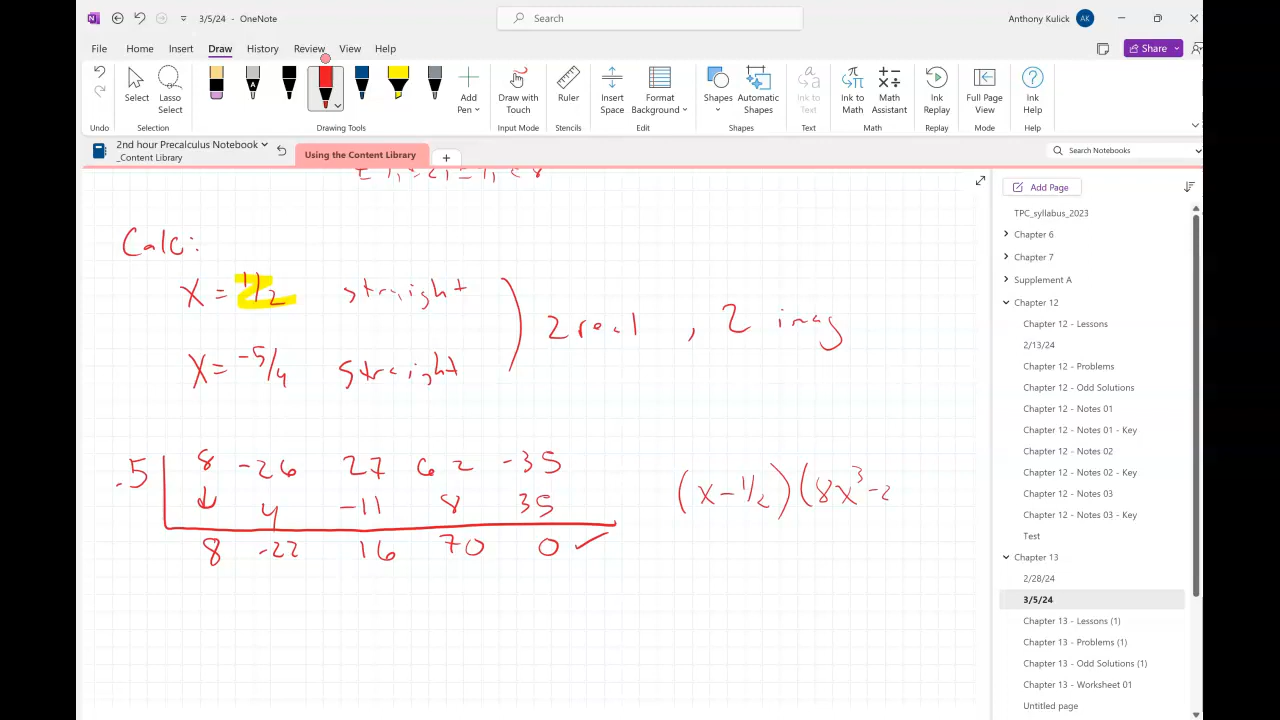 3/5/24 - OneNote
Search
Anthony Kulick
AK
File Home Insert Draw History Review View Help
Share
Select
Lasso Select
A
Add Pen
Draw with Touch
Ruler
Insert Space
Format Background
Shapes
Automatic Shapes
Ink to Text
Ink to Math
Math Assistant
Ink Replay
Full Page View
Ink Help
Undo Selection Drawing Tools Input Mode Stencils Edit Shapes Text Math Replay Mode Help
2nd hour Precalculus Notebook
_Content Library
Using the Content Library
Search Notebooks
Calc:
x = 1/2 straight
2 real, 2 imag
x = -5/4 straight
.5 8 -26 27 62 -35
4 -11 8 35
8 -22 16 70 0 ✓
(x - 1/2)(8x³ - 2
Add Page
TPC_syllabus_2023
Chapter 6
Chapter 7
Supplement A
Chapter 12
Chapter 12 - Lessons
2/13/24
Chapter 12 - Problems
Chapter 12 - Odd Solutions
Chapter 12 - Notes 01
Chapter 12 - Notes 01 - Key
Chapter 12 - Notes 02
Chapter 12 - Notes 02 - Key
Chapter 12 - Notes 03
Chapter 12 - Notes 03 - Key
Test
Chapter 13
2/28/24
3/5/24
Chapter 13 - Lessons (1)
Chapter 13 - Problems (1)
Chapter 13 - Odd Solutions (1)
Chapter 13 - Worksheet 01
Untitled page